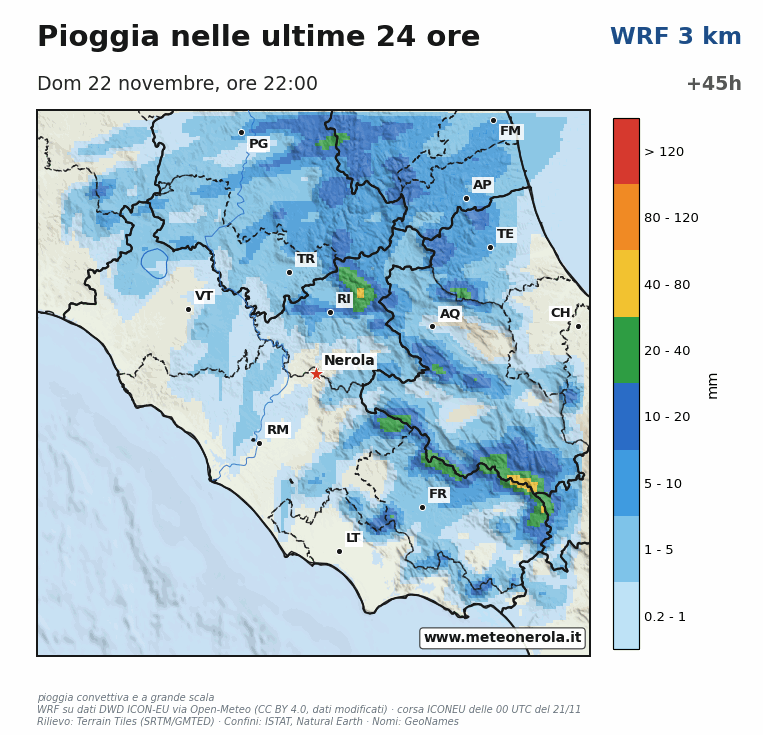 Pioggia nelle ultime 24 ore
WRF 3 km
Dom 22 novembre, ore 22:00
+45h
PG
FM
AP
TE
TR
VT
RI
AQ
CH
Nerola
RM
FR
LT
> 120
80 - 120
40 - 80
20 - 40
10 - 20
5 - 10
1 - 5
0.2 - 1
mm
www.meteonerola.it
pioggia convettiva e a grande scala
WRF su dati DWD ICON-EU via Open-Meteo (CC BY 4.0, dati modificati) · corsa ICONEU delle 00 UTC del 21/11
Rilievo: Terrain Tiles (SRTM/GMTED) · Confini: ISTAT, Natural Earth · Nomi: GeoNames